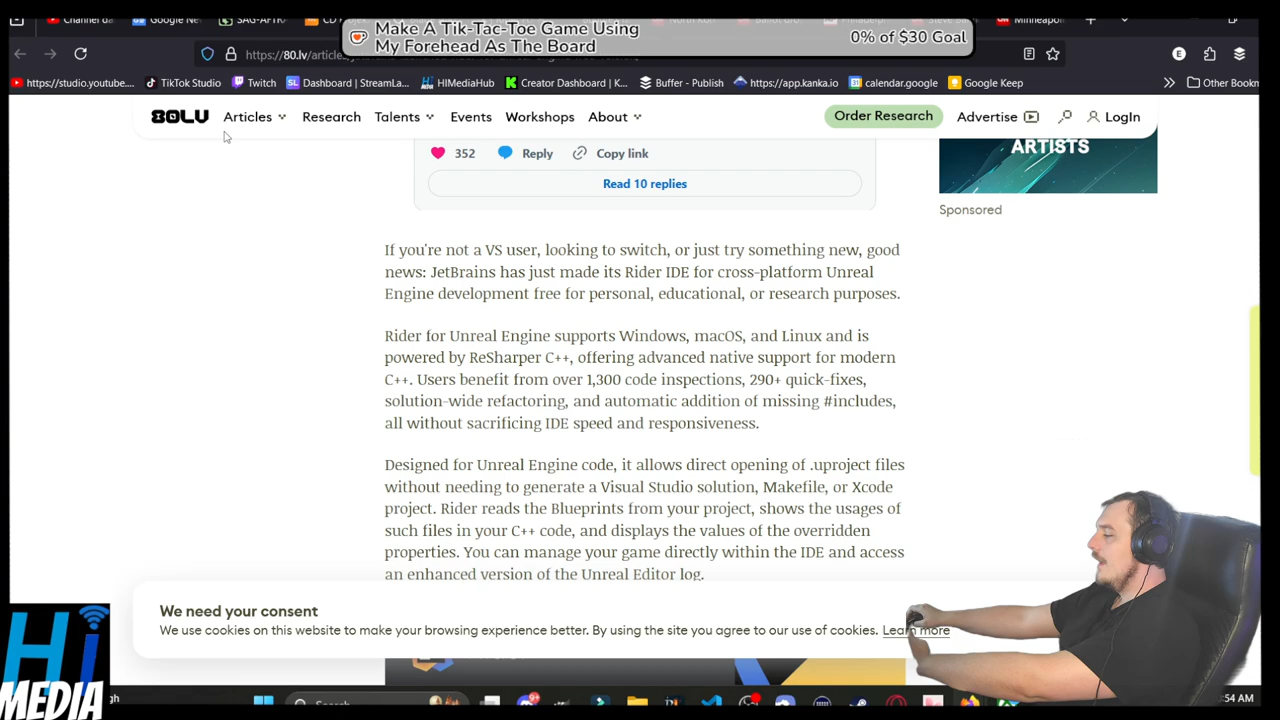 Channel da
Google Ne
SAG-AFTR
CD Projek
North Kor
Philadelp
Steve Ba
Minneapol
Make A Tik-Tac-Toe Game Using
My Forehead As The Board
0% of $30 Goal
https://80.lv/article
E
https://studio.youtube....
TikTok Studio
Twitch
Dashboard | StreamLa...
HIMediaHub
Creator Dashboard | K...
Buffer - Publish
https://app.kanka.io
calendar.google
Google Keep
Other Bookm
80LV
Articles
Research
Talents
Events
Workshops
About
Order Research
Advertise
LogIn
ARTISTS
352
Reply
Copy link
Read 10 replies
Sponsored
If you're not a VS user, looking to switch, or just try something new, good
news: JetBrains has just made its Rider IDE for cross-platform Unreal
Engine development free for personal, educational, or research purposes.
Rider for Unreal Engine supports Windows, macOS, and Linux and is
powered by ReSharper C++, offering advanced native support for modern
C++. Users benefit from over 1,300 code inspections, 290+ quick-fixes,
solution-wide refactoring, and automatic addition of missing #includes,
all without sacrificing IDE speed and responsiveness.
Designed for Unreal Engine code, it allows direct opening of .uproject files
without needing to generate a Visual Studio solution, Makefile, or Xcode
project. Rider reads the Blueprints from your project, shows the usages of
such files in your C++ code, and displays the values of the overridden
properties. You can manage your game directly within the IDE and access
an enhanced version of the Unreal Editor log.
We need your consent
We use cookies on this website to make your browsing experience better. By using the site you agree to our use of cookies. Learn more
Hi
MEDIA
gh
Search
:54 AM